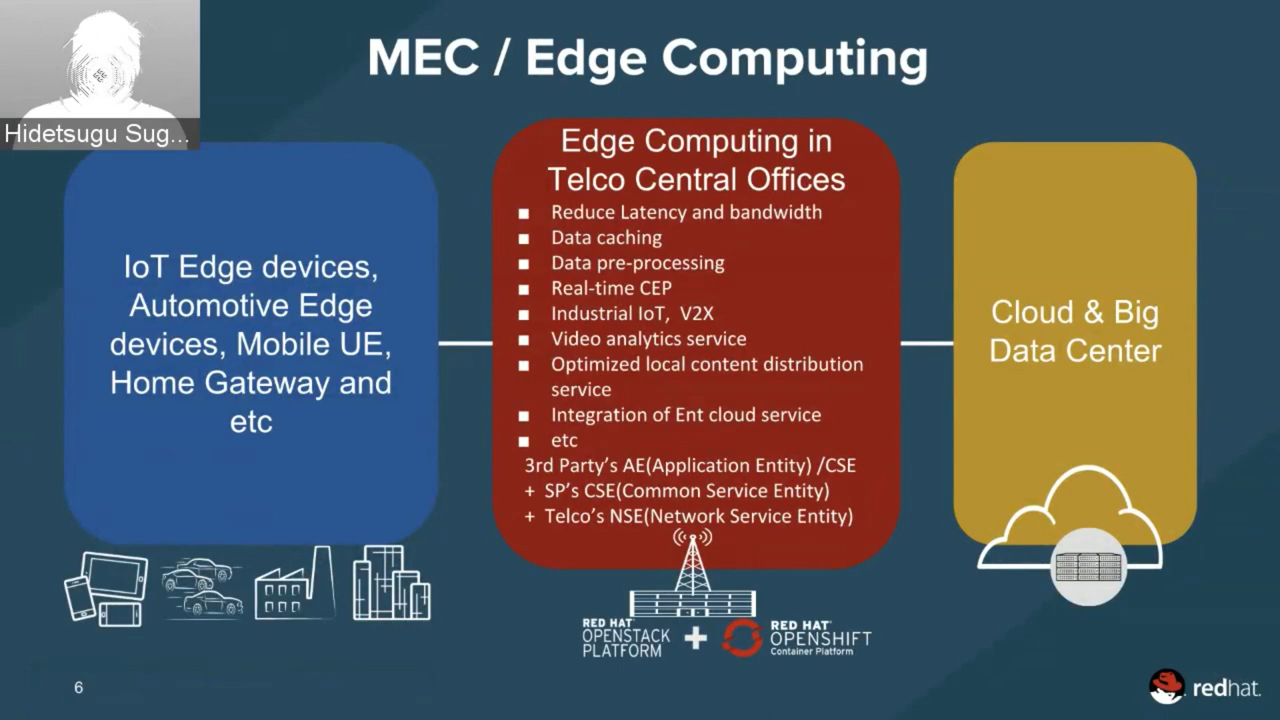 MEC / Edge Computing
Hidetsugu Sug...
IoT Edge devices,
Automotive Edge
devices, Mobile UE,
Home Gateway and
etc
Edge Computing in
Telco Central Offices
■ Reduce Latency and bandwidth
■ Data caching
■ Data pre-processing
■ Real-time CEP
■ Industrial IoT, V2X
■ Video analytics service
■ Optimized local content distribution
service
■ Integration of Ent cloud service
■ etc
3rd Party's AE(Application Entity) /CSE
+ SP's CSE(Common Service Entity)
+ Telco's NSE(Network Service Entity)
Cloud & Big
Data Center
RED HAT
OPENSTACK
PLATFORM
+
RED HAT
OPENSHIFT
Container Platform
6
redhat.